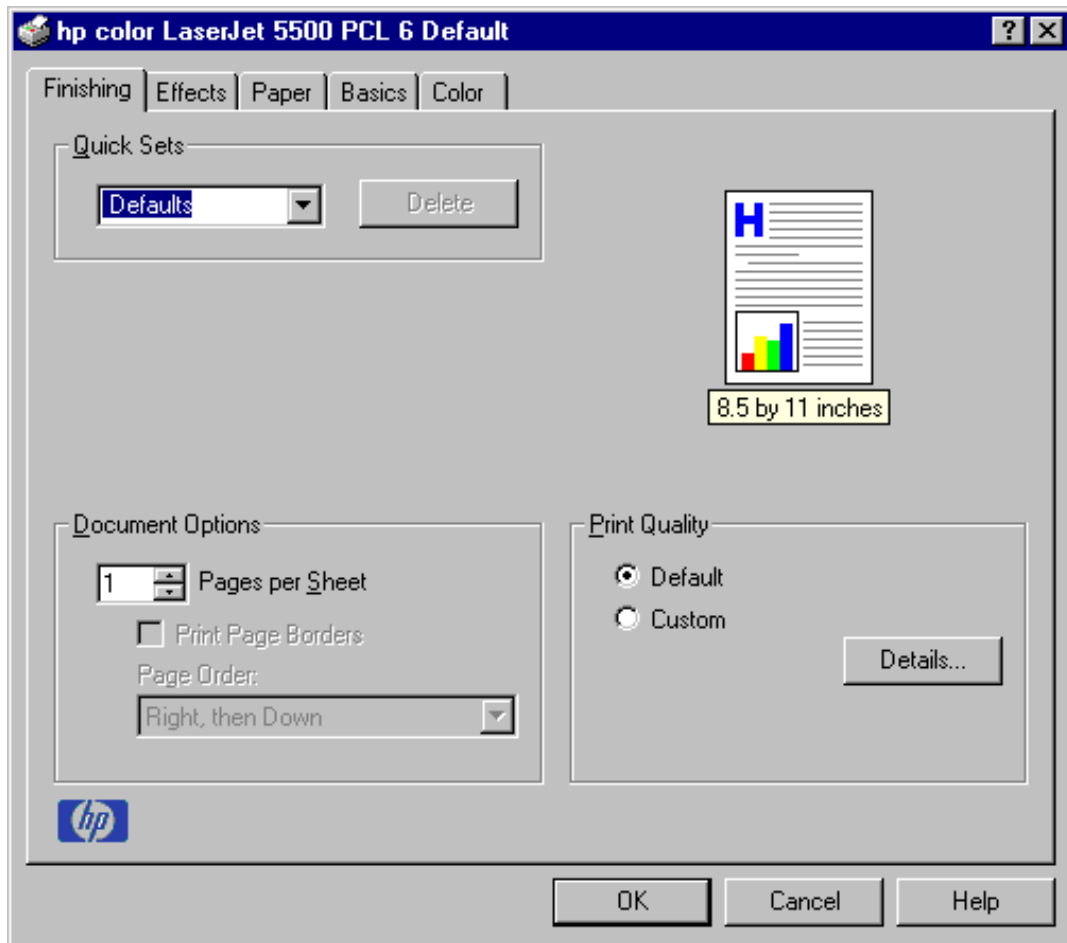 hp color LaserJet 5500 PCL 6 Default
Finishing Effects Paper Basics Color
Quick Sets
Defaults Delete
H
8.5 by 11 inches
Document Options
1 Pages per Sheet
Print Page Borders
Page Order:
Right, then Down
Print Quality
Default
Custom
Details...
hp
OK Cancel Help